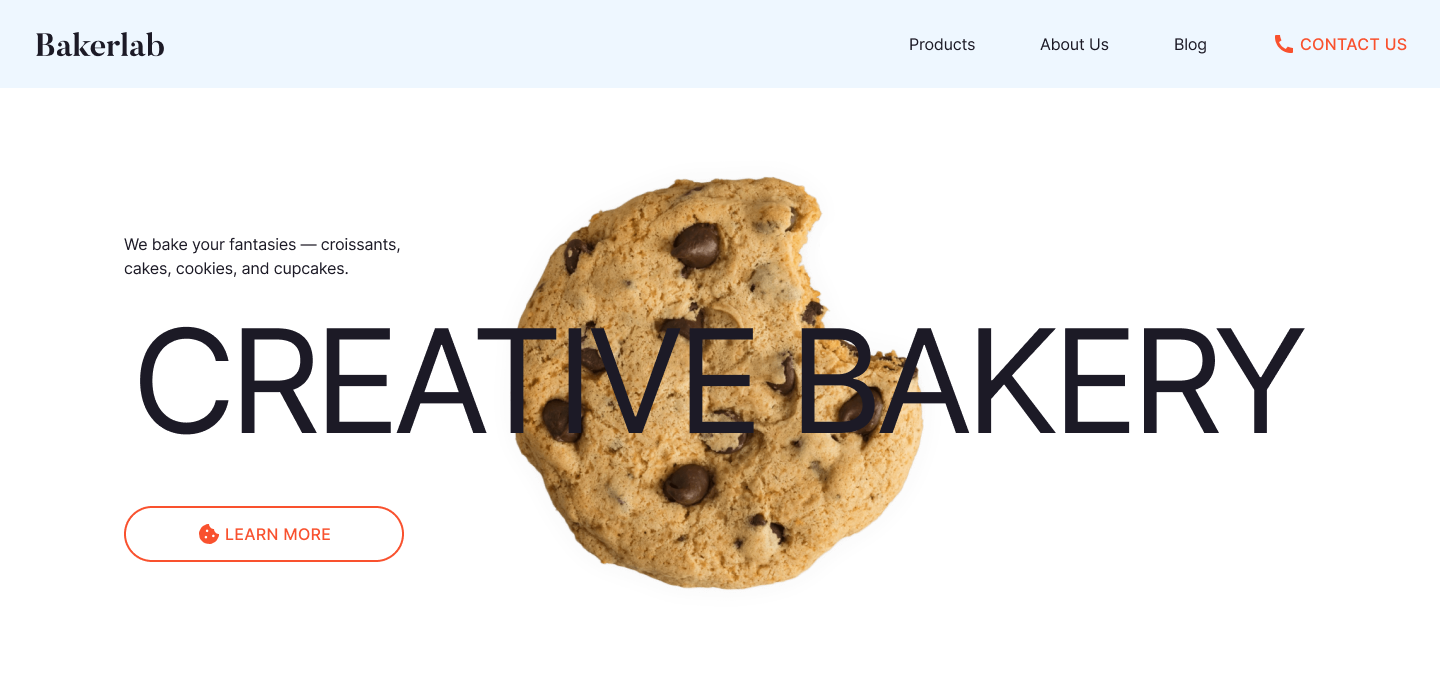 Bakerlab
Products
About Us
Blog
CONTACT US
We bake your fantasies — croissants,
cakes, cookies, and cupcakes.
CREATIVE BAKERY
LEARN MORE